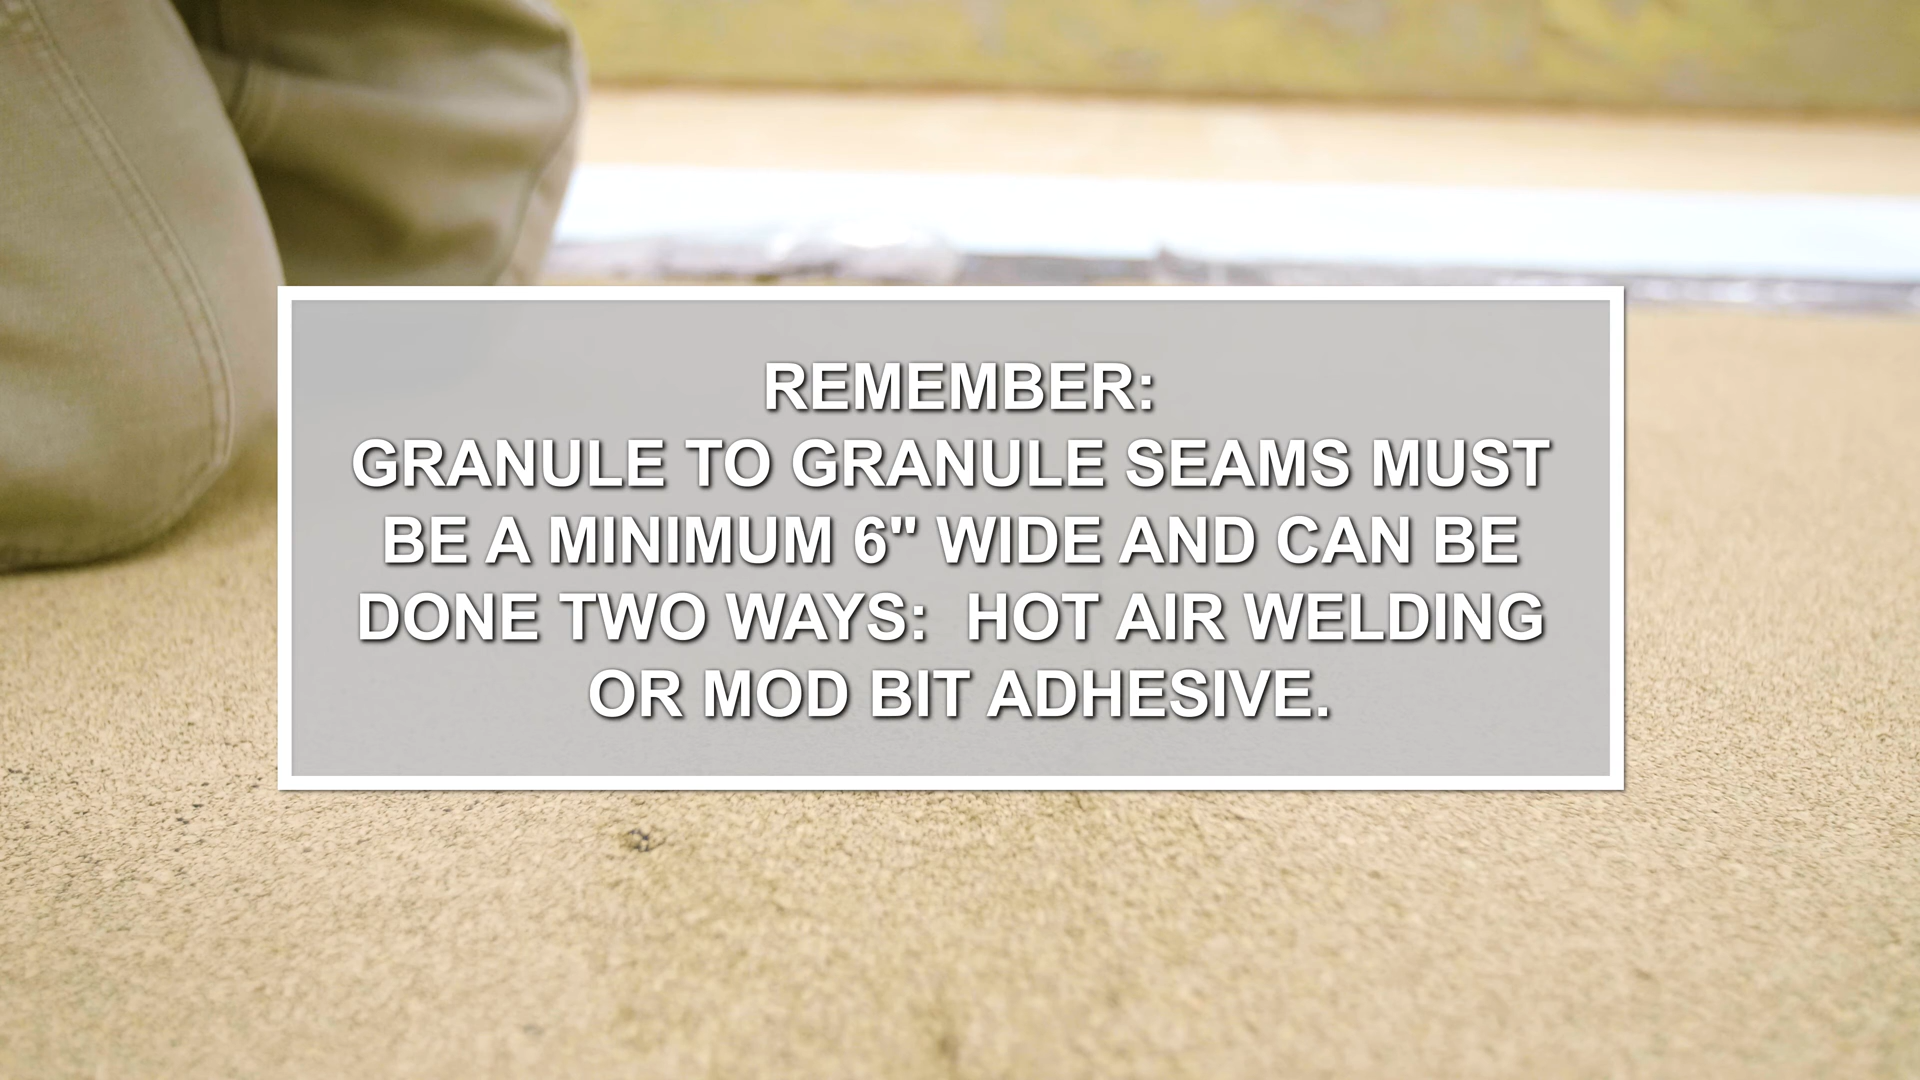 REMEMBER:
GRANULE TO GRANULE SEAMS MUST
BE A MINIMUM 6" WIDE AND CAN BE
DONE TWO WAYS:  HOT AIR WELDING
OR MOD BIT ADHESIVE.